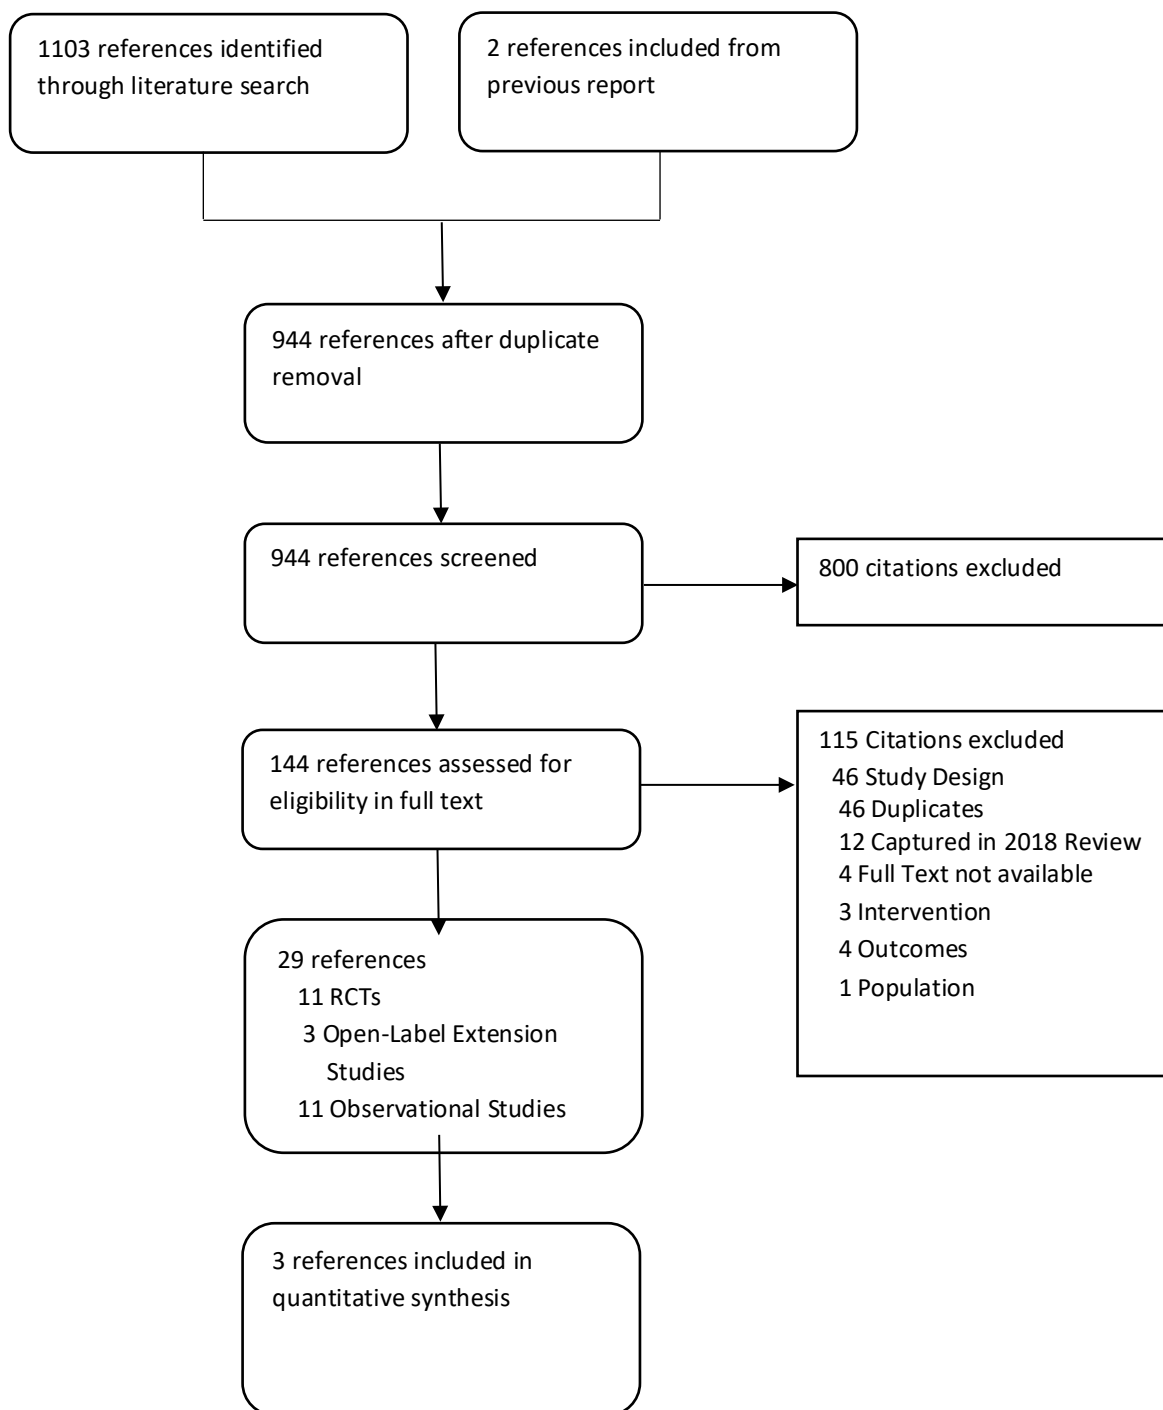 1103 references identified
through literature search
2 references included from
previous report
944 references after duplicate
removal
944 references screened
800 citations excluded
144 references assessed for
eligibility in full text
115 Citations excluded
46 Study Design
46 Duplicates
12 Captured in 2018 Review
4 Full Text not available
3 Intervention
4 Outcomes
1 Population
29 references
11 RCTs
3 Open-Label Extension
Studies
11 Observational Studies
3 references included in
quantitative synthesis